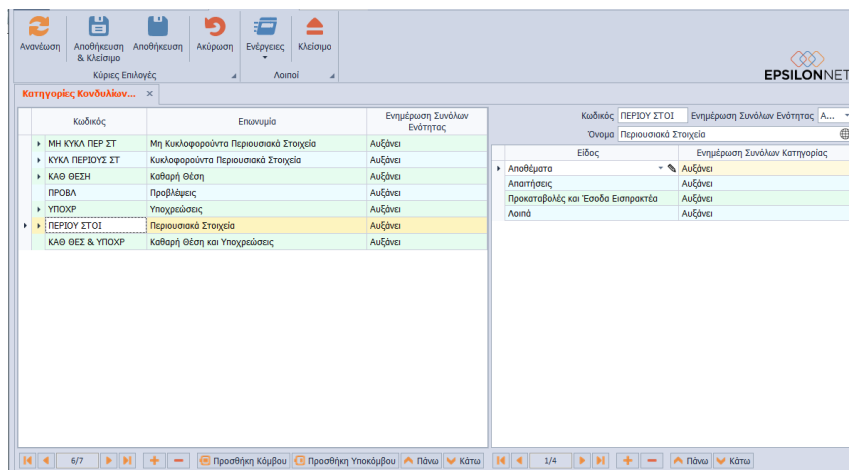 Ανανέωση Αποθήκευση & Κλείσιμο Αποθήκευση Ακύρωση Ενέργειες Κλείσιμο
Κύριες Επιλογές Λοιποί
EPSILONNET
Κατηγορίες Κονδυλίων... ×
Κωδικός Επωνυμία Ενημέρωση Συνόλων Ενότητας
ΜΗ ΚΥΚΛ ΠΕΡ ΣΤ Μη Κυκλοφορούντα Περιουσιακά Στοιχεία Αυξάνει
ΚΥΚΛ ΠΕΡΙΟΥΣ ΣΤ Κυκλοφορούντα Περιουσιακά Στοιχεία Αυξάνει
ΚΑΘ ΘΕΣΗ Καθαρή Θέση Αυξάνει
ΠΡΟΒΛ Προβλέψεις Αυξάνει
ΥΠΟΧΡ Υποχρεώσεις Αυξάνει
ΠΕΡΙΟΥ ΣΤΟΙ Περιουσιακά Στοιχεία Αυξάνει
ΚΑΘ ΘΕΣ & ΥΠΟΧΡ Καθαρή Θέση και Υποχρεώσεις Αυξάνει
6/7 Προσθήκη Κόμβου Προσθήκη Υποκόμβου Πάνω Κάτω
Κωδικός ΠΕΡΙΟΥ ΣΤΟΙ Ενημέρωση Συνόλων Ενότητας Α...
Όνομα Περιουσιακά Στοιχεία
Είδος Ενημέρωση Συνόλων Κατηγορίας
Αποθέματα Αυξάνει
Απαιτήσεις Αυξάνει
Προκαταβολές και Έσοδα Εισπρακτέα Αυξάνει
Λοιπά Αυξάνει
1/4 Πάνω Κάτω